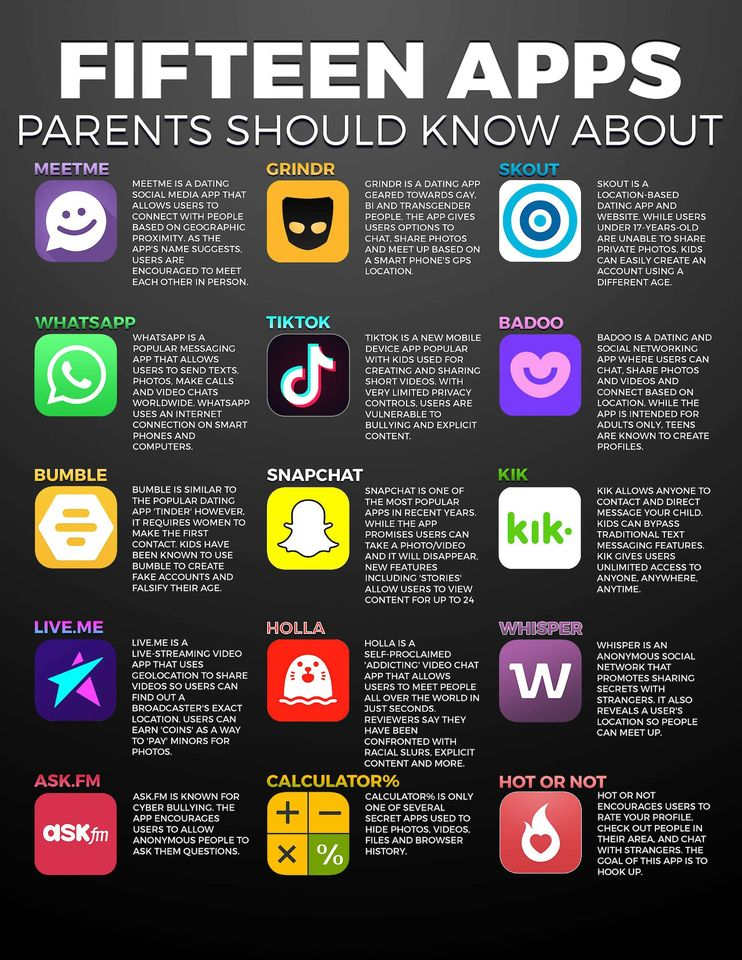 FIFTEEN APPS
PARENTS SHOULD KNOW ABOUT
MEETME
MEETME IS A DATING
SOCIAL MEDIA APP THAT
ALLOWS USERS TO
CONNECT WITH PEOPLE
BASED ON GEOGRAPHIC
PROXIMITY. AS THE
APP'S NAME SUGGESTS,
USERS ARE
ENCOURAGED TO MEET
EACH OTHER IN PERSON.
GRINDR
GRINDR IS A DATING APP
GEARED TOWARDS GAY,
BI AND TRANSGENDER
PEOPLE. THE APP GIVES
USERS OPTIONS TO
CHAT, SHARE PHOTOS
AND MEET UP BASED ON
A SMART PHONE'S GPS
LOCATION.
SKOUT
SKOUT IS A
LOCATION-BASED
DATING APP AND
WEBSITE. WHILE USERS
UNDER 17-YEARS-OLD
ARE UNABLE TO SHARE
PRIVATE PHOTOS, KIDS
CAN EASILY CREATE AN
ACCOUNT USING A
DIFFERENT AGE.
WHATSAPP
WHATSAPP IS A
POPULAR MESSAGING
APP THAT ALLOWS
USERS TO SEND TEXTS,
PHOTOS, MAKE CALLS
AND VIDEO CHATS
WORLDWIDE. WHATSAPP
USES AN INTERNET
CONNECTION ON SMART
PHONES AND
COMPUTERS.
TIKTOK
TIKTOK IS A NEW MOBILE
DEVICE APP POPULAR
WITH KIDS USED FOR
CREATING AND SHARING
SHORT VIDEOS. WITH
VERY LIMITED PRIVACY
CONTROLS, USERS ARE
VULNERABLE TO
BULLYING AND EXPLICIT
CONTENT.
BADOO
BADOO IS A DATING AND
SOCIAL NETWORKING
APP WHERE USERS CAN
CHAT, SHARE PHOTOS
AND VIDEOS AND
CONNECT BASED ON
LOCATION. WHILE THE
APP IS INTENDED FOR
ADULTS ONLY, TEENS
ARE KNOWN TO CREATE
PROFILES.
BUMBLE
BUMBLE IS SIMILAR TO
THE POPULAR DATING
APP 'TINDER' HOWEVER,
IT REQUIRES WOMEN TO
MAKE THE FIRST
CONTACT. KIDS HAVE
BEEN KNOWN TO USE
BUMBLE TO CREATE
FAKE ACCOUNTS AND
FALSIFY THEIR AGE.
SNAPCHAT
SNAPCHAT IS ONE OF
THE MOST POPULAR
APPS IN RECENT YEARS.
WHILE THE APP
PROMISES USERS CAN
TAKE A PHOTO/VIDEO
AND IT WILL DISAPPEAR,
NEW FEATURES
INCLUDING 'STORIES'
ALLOW USERS TO VIEW
CONTENT FOR UP TO 24
KIK
kik·
KIK ALLOWS ANYONE TO
CONTACT AND DIRECT
MESSAGE YOUR CHILD.
KIDS CAN BYPASS
TRADITIONAL TEXT
MESSAGING FEATURES.
KIK GIVES USERS
UNLIMITED ACCESS TO
ANYONE, ANYWHERE,
ANYTIME.
LIVE.ME
LIVE.ME IS A
LIVE-STREAMING VIDEO
APP THAT USES
GEOLOCATION TO SHARE
VIDEOS SO USERS CAN
FIND OUT A
BROADCASTER'S EXACT
LOCATION. USERS CAN
EARN 'COINS' AS A WAY
TO 'PAY' MINORS FOR
PHOTOS.
HOLLA
HOLLA IS A
SELF-PROCLAIMED
'ADDICTING' VIDEO CHAT
APP THAT ALLOWS
USERS TO MEET PEOPLE
ALL OVER THE WORLD IN
JUST SECONDS.
REVIEWERS SAY THEY
HAVE BEEN
CONFRONTED WITH
RACIAL SLURS, EXPLICIT
CONTENT AND MORE.
WHISPER
w
WHISPER IS AN
ANONYMOUS SOCIAL
NETWORK THAT
PROMOTES SHARING
SECRETS WITH
STRANGERS. IT ALSO
REVEALS A USER'S
LOCATION SO PEOPLE
CAN MEET UP.
ASK.FM
ASKfm
ASK.FM IS KNOWN FOR
CYBER BULLYING. THE
APP ENCOURAGES
USERS TO ALLOW
ANONYMOUS PEOPLE TO
ASK THEM QUESTIONS.
CALCULATOR%
+ −
× %
CALCULATOR% IS ONLY
ONE OF SEVERAL
SECRET APPS USED TO
HIDE PHOTOS, VIDEOS,
FILES AND BROWSER
HISTORY.
HOT OR NOT
HOT OR NOT
ENCOURAGES USERS TO
RATE YOUR PROFILE,
CHECK OUT PEOPLE IN
THEIR AREA, AND CHAT
WITH STRANGERS. THE
GOAL OF THIS APP IS TO
HOOK UP.